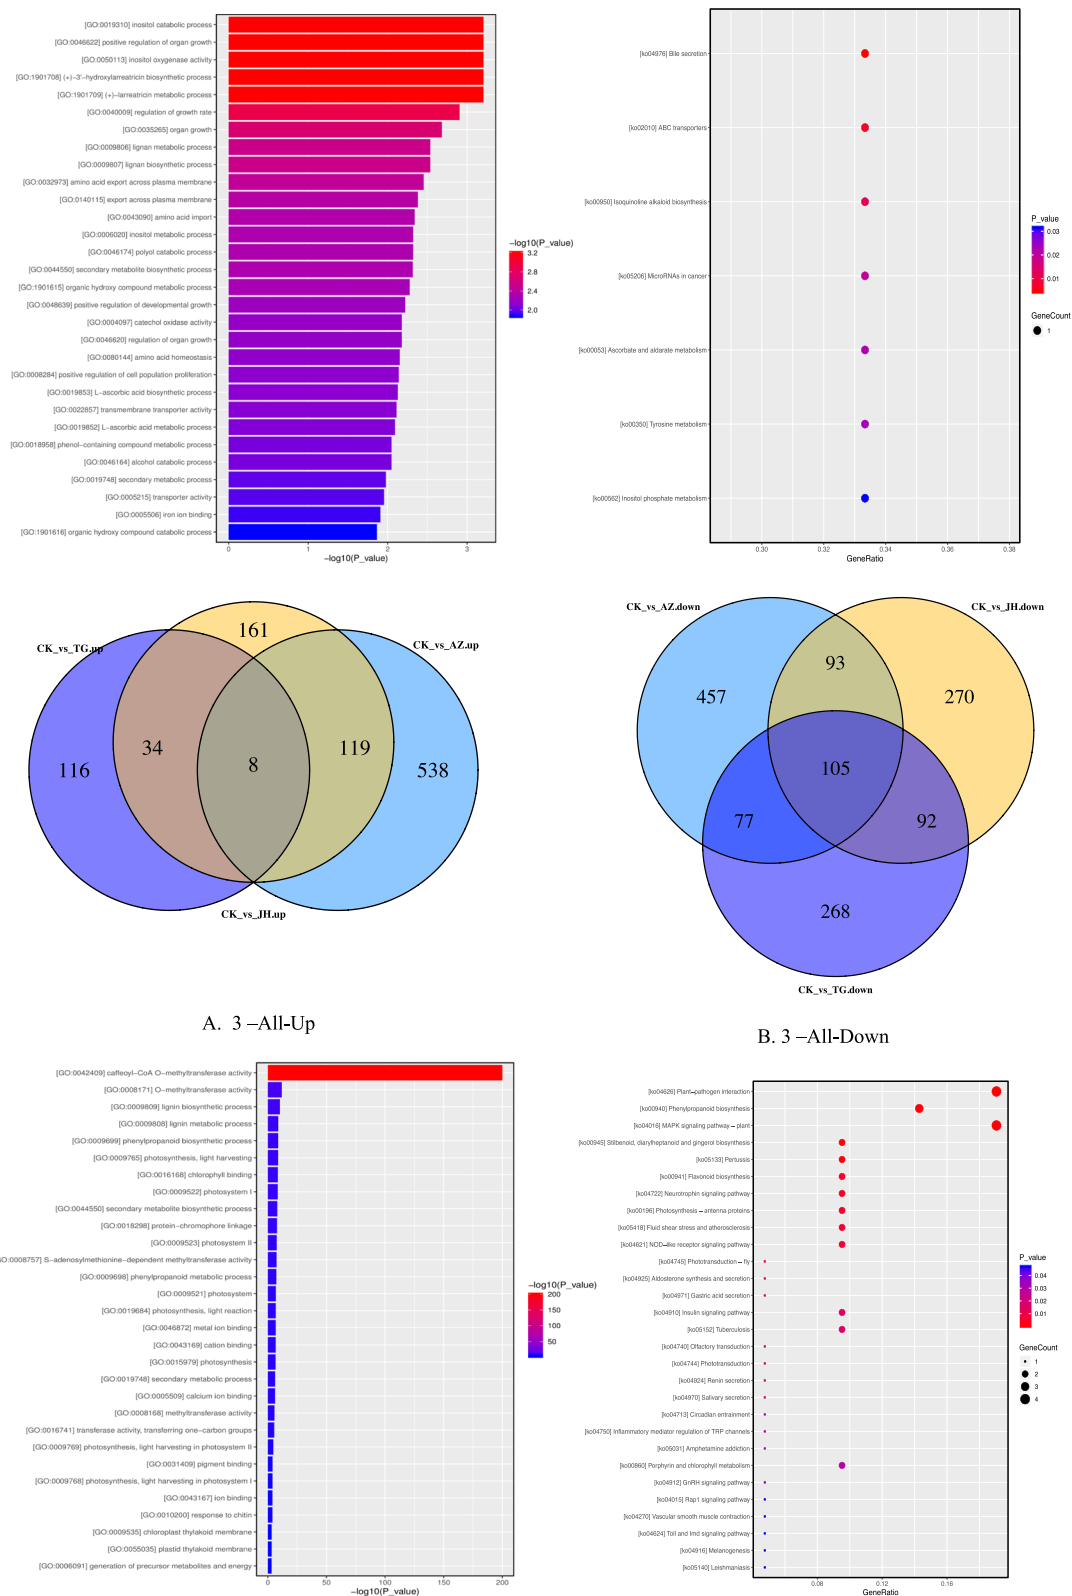 [GO:0019310] inositol catabolic process
[GO:0046622] positive regulation of organ growth
[GO:0050113] inositol oxygenase activity
[GO:1901708] (+)−3'−hydroxylarreatricin biosynthetic process
[GO:1901709] (+)−larreatricin metabolic process
[GO:0040009] regulation of growth rate
[GO:0035265] organ growth
[GO:0009806] lignan metabolic process
[GO:0009807] lignan biosynthetic process
[GO:0032973] amino acid export across plasma membrane
[GO:0140115] export across plasma membrane
[GO:0043090] amino acid import
[GO:0006020] inositol metabolic process
[GO:0046174] polyol catabolic process
[GO:0044550] secondary metabolite biosynthetic process
[GO:1901615] organic hydroxy compound metabolic process
[GO:0048639] positive regulation of developmental growth
[GO:0004097] catechol oxidase activity
[GO:0046620] regulation of organ growth
[GO:0080144] amino acid homeostasis
[GO:0008284] positive regulation of cell population proliferation
[GO:0019853] L−ascorbic acid biosynthetic process
[GO:0022857] transmembrane transporter activity
[GO:0019852] L−ascorbic acid metabolic process
[GO:0018958] phenol−containing compound metabolic process
[GO:0046164] alcohol catabolic process
[GO:0019748] secondary metabolic process
[GO:0005215] transporter activity
[GO:0005506] iron ion binding
[GO:1901616] organic hydroxy compound catabolic process
0 1 2 3
−log10(P_value)
−log10(P_value)
3.2
2.8
2.4
2.0
[ko04976] Bile secretion
[ko02010] ABC transporters
[ko00950] Isoquinoline alkaloid biosynthesis
[ko05206] MicroRNAs in cancer
[ko00053] Ascorbate and aldarate metabolism
[ko00350] Tyrosine metabolism
[ko00562] Inositol phosphate metabolism
0.30 0.32 0.34 0.36 0.38
GeneRatio
P_value
0.03
0.02
0.01
GeneCount
1
CK_vs_TG.up
161
CK_vs_AZ.up
34
119
116
8
538
CK_vs_JH.up
CK_vs_AZ.down
CK_vs_JH.down
93
457
270
105
77
92
268
CK_vs_TG.down
A. 3 –All-Up
B. 3 –All-Down
[GO:0042409] caffeoyl−CoA O−methyltransferase activity
[GO:0008171] O−methyltransferase activity
[GO:0009809] lignin biosynthetic process
[GO:0009808] lignin metabolic process
[GO:0009699] phenylpropanoid biosynthetic process
[GO:0009765] photosynthesis, light harvesting
[GO:0016168] chlorophyll binding
[GO:0009522] photosystem I
[GO:0044550] secondary metabolite biosynthetic process
[GO:0018298] protein−chromophore linkage
[GO:0009523] photosystem II
GO:0008757] S−adenosylmethionine−dependent methyltransferase activity
[GO:0009698] phenylpropanoid metabolic process
[GO:0009521] photosystem
[GO:0019684] photosynthesis, light reaction
[GO:0046872] metal ion binding
[GO:0043169] cation binding
[GO:0015979] photosynthesis
[GO:0019748] secondary metabolic process
[GO:0005509] calcium ion binding
[GO:0008168] methyltransferase activity
[GO:0016741] transferase activity, transferring one−carbon groups
[GO:0009769] photosynthesis, light harvesting in photosystem II
[GO:0031409] pigment binding
[GO:0009768] photosynthesis, light harvesting in photosystem I
[GO:0043167] ion binding
[GO:0010200] response to chitin
[GO:0009535] chloroplast thylakoid membrane
[GO:0055035] plastid thylakoid membrane
[GO:0006091] generation of precursor metabolites and energy
0 50 100 150 200
−log10(P_value)
−log10(P_value)
200
150
100
50
[ko04626] Plant−pathogen interaction
[ko00940] Phenylpropanoid biosynthesis
[ko04016] MAPK signaling pathway − plant
[ko00945] Stilbenoid, diarylheptanoid and gingerol biosynthesis
[ko05133] Pertussis
[ko00941] Flavonoid biosynthesis
[ko04722] Neurotrophin signaling pathway
[ko00196] Photosynthesis − antenna proteins
[ko05418] Fluid shear stress and atherosclerosis
[ko04621] NOD−like receptor signaling pathway
[ko04745] Phototransduction − fly
[ko04925] Aldosterone synthesis and secretion
[ko04971] Gastric acid secretion
[ko04910] Insulin signaling pathway
[ko05152] Tuberculosis
[ko04740] Olfactory transduction
[ko04744] Phototransduction
[ko04924] Renin secretion
[ko04970] Salivary secretion
[ko04713] Circadian entrainment
[ko04750] Inflammatory mediator regulation of TRP channels
[ko05031] Amphetamine addiction
[ko00860] Porphyrin and chlorophyll metabolism
[ko04912] GnRH signaling pathway
[ko04015] Rap1 signaling pathway
[ko04270] Vascular smooth muscle contraction
[ko04624] Toll and Imd signaling pathway
[ko04916] Melanogenesis
[ko05140] Leishmaniasis
0.08 0.12 0.16
GeneRatio
P_value
0.04
0.03
0.02
0.01
GeneCount
1
2
3
4